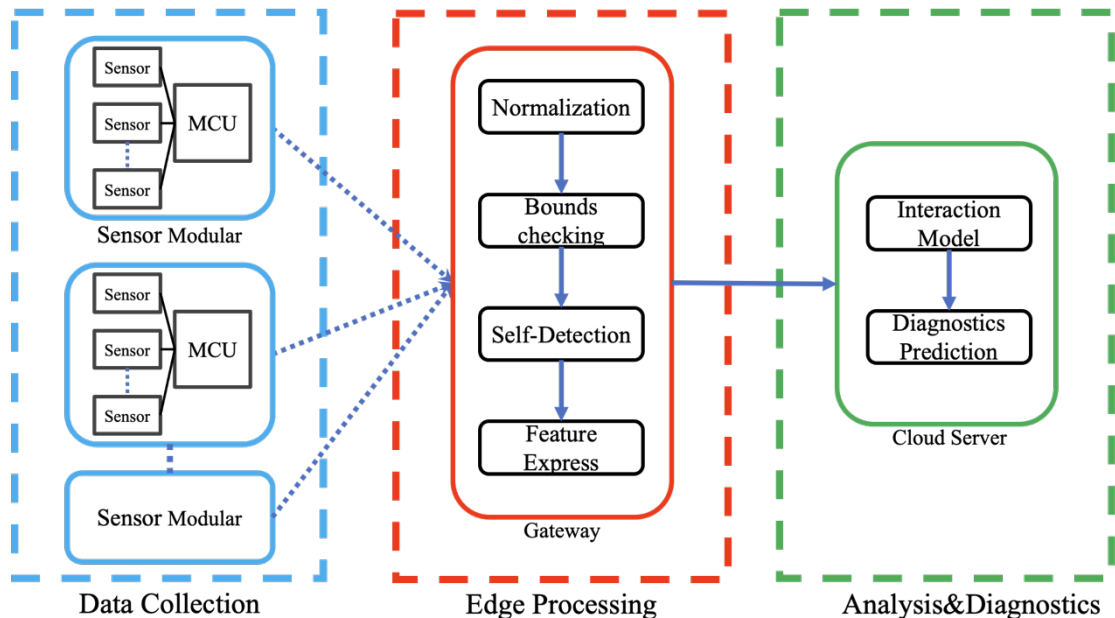 Sensor
Sensor
Sensor
MCU
Sensor Modular
Sensor
Sensor
Sensor
MCU
Sensor Modular
Data Collection
Normalization
Bounds
checking
Self-Detection
Feature
Express
Gateway
Edge Processing
Interaction
Model
Diagnostics
Prediction
Cloud Server
Analysis&Diagnostics